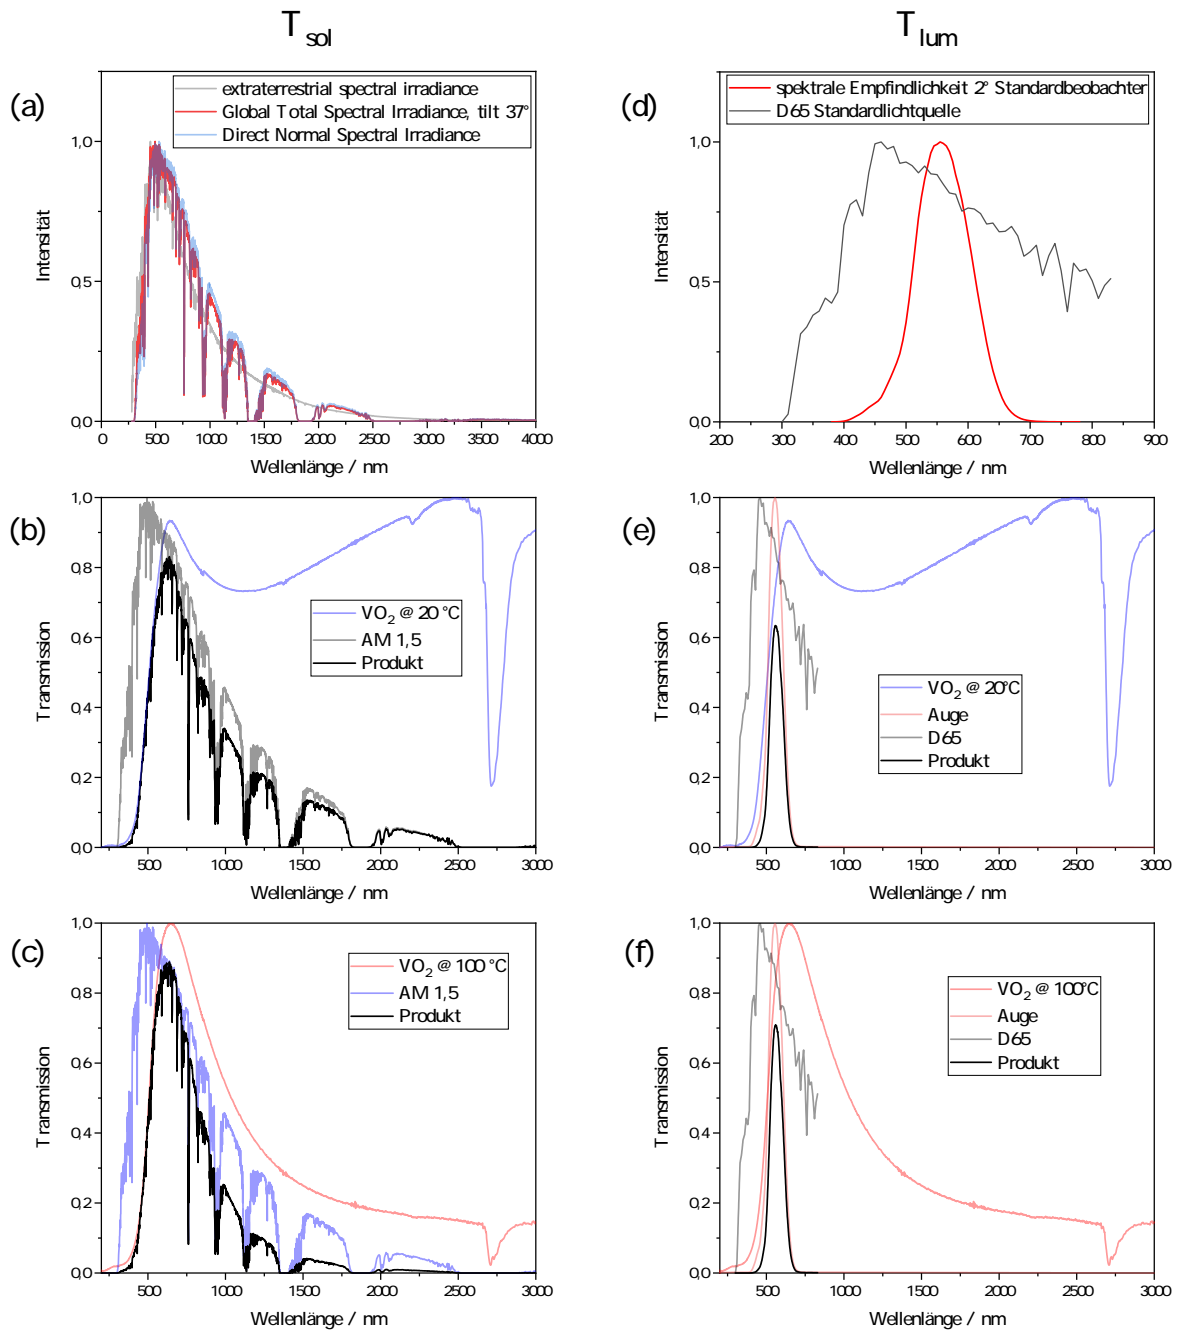 T sol
T lum
(a)
extraterrestrial spectral irradiance
Global Total Spectral Irradiance, tilt 37°
Direct Normal Spectral Irradiance
1,0
0,5
0,0
Intensität
0 500 1000 1500 2000 2500 3000 3500 4000
Wellenlänge / nm
(d)
spektrale Empfindlichkeit 2° Standardbeobachter
D65 Standardlichtquelle
1,0
0,5
0,0
Intensität
200 300 400 500 600 700 800 900
Wellenlänge / nm
(b)
1,0
0,8
0,6
0,4
0,2
0,0
Transmission
VO2 @ 20 °C
AM 1,5
Produkt
500 1000 1500 2000 2500 3000
Wellenlänge / nm
(e)
1,0
0,8
0,6
0,4
0,2
0,0
Transmission
VO2 @ 20°C
Auge
D65
Produkt
500 1000 1500 2000 2500 3000
Wellenlänge / nm
(c)
1,0
0,8
0,6
0,4
0,2
0,0
Transmission
VO2 @ 100 °C
AM 1,5
Produkt
500 1000 1500 2000 2500 3000
Wellenlänge / nm
(f)
1,0
0,8
0,6
0,4
0,2
0,0
Transmission
VO2 @ 100°C
Auge
D65
Produkt
500 1000 1500 2000 2500 3000
Wellenlänge / nm